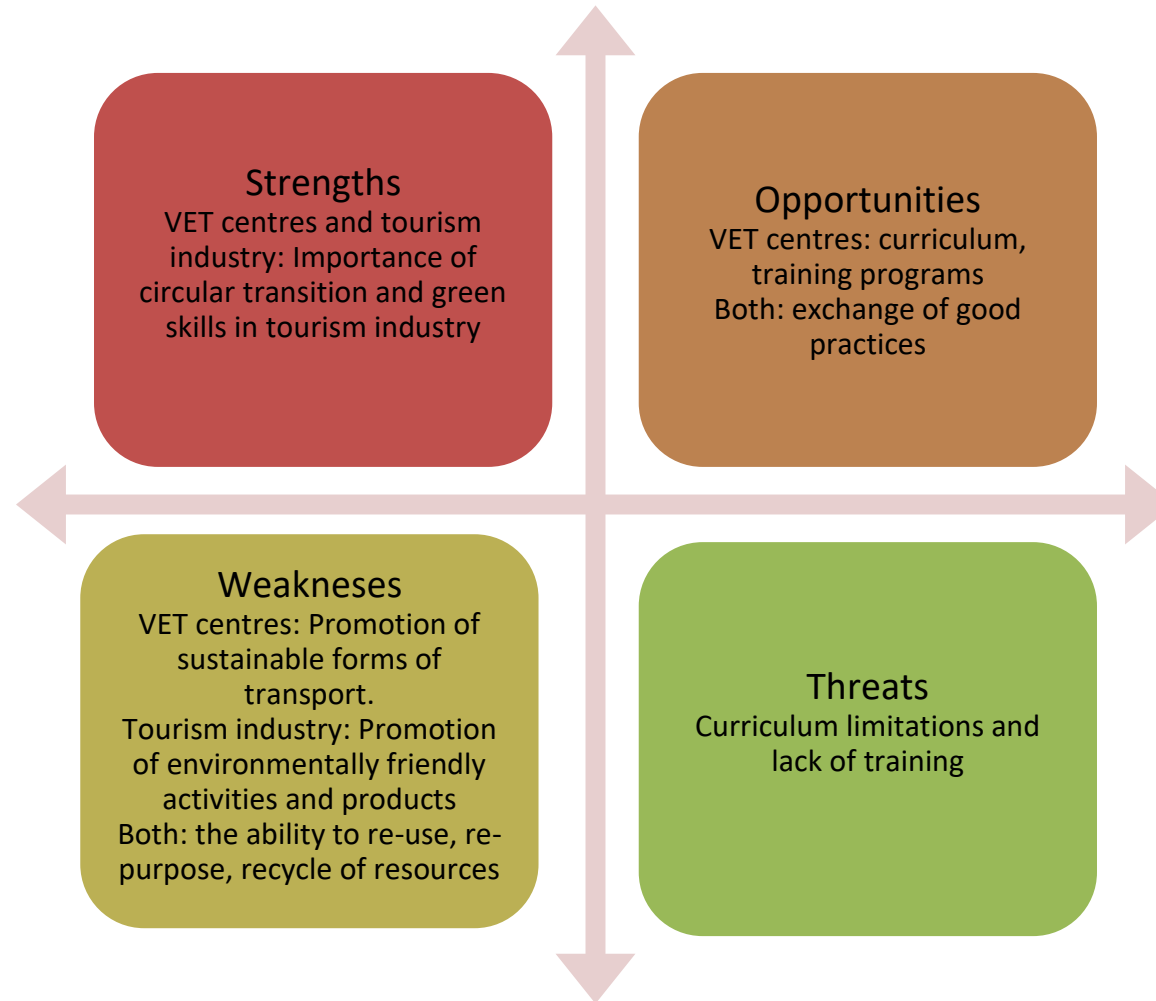 Strengths
VET centres and tourism
industry: Importance of
circular transition and green
skills in tourism industry
Opportunities
VET centres: curriculum,
training programs
Both: exchange of good
practices
Weakneses
VET centres: Promotion of
sustainable forms of
transport.
Tourism industry: Promotion
of environmentally friendly
activities and products
Both: the ability to re-use, re-
purpose, recycle of resources
Threats
Curriculum limitations and
lack of training